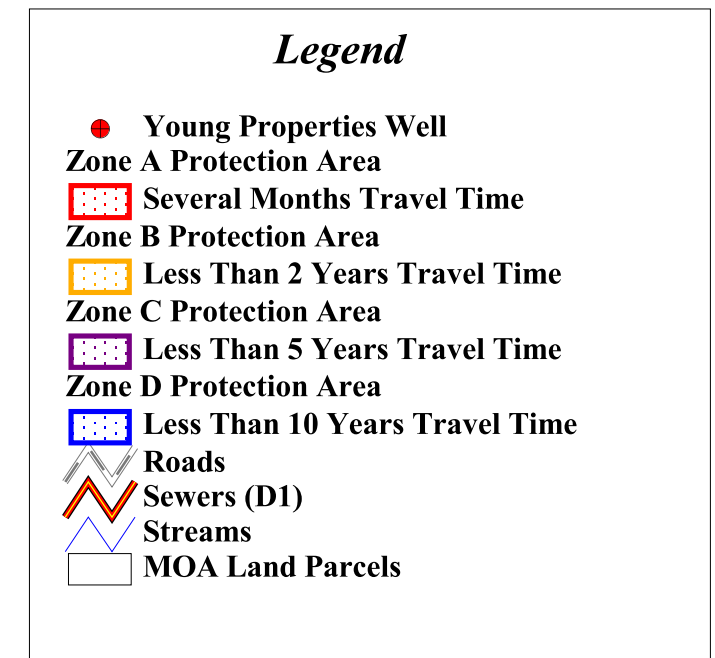 Legend
Young Properties Well
Zone A Protection Area
Several Months Travel Time
Zone B Protection Area
Less Than 2 Years Travel Time
Zone C Protection Area
Less Than 5 Years Travel Time
Zone D Protection Area
Less Than 10 Years Travel Time
Roads
Sewers (D1)
Streams
MOA Land Parcels